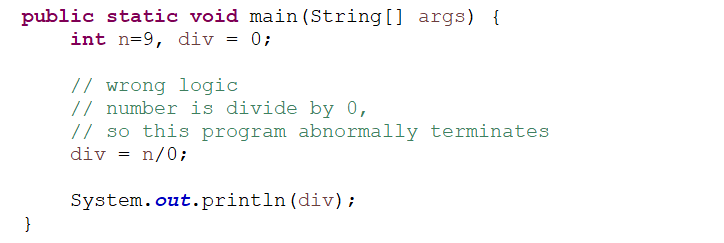 public static void main(String[] args) {
    int n=9, div = 0;
    // wrong logic
    // number is divide by 0,
    // so this program abnormally terminates
    div = n/0;
    System.out.println(div);
}